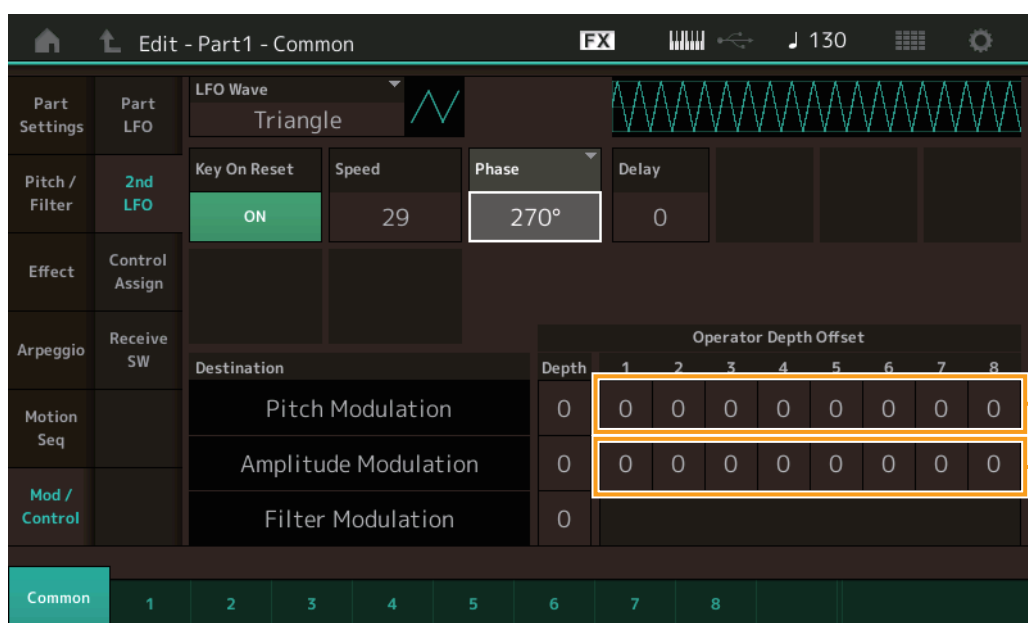 Edit - Part1 - Common FX 130
Part Settings
Pitch / Filter
Effect
Arpeggio
Motion Seq
Mod / Control
Part LFO
2nd LFO
Control Assign
Receive SW
LFO Wave
Triangle
Key On Reset Speed Phase Delay
ON 29 270° 0
Operator Depth Offset
Destination Depth 1 2 3 4 5 6 7 8
Pitch Modulation 0 0 0 0 0 0 0 0 0
Amplitude Modulation 0 0 0 0 0 0 0 0 0
Filter Modulation 0
Common 1 2 3 4 5 6 7 8